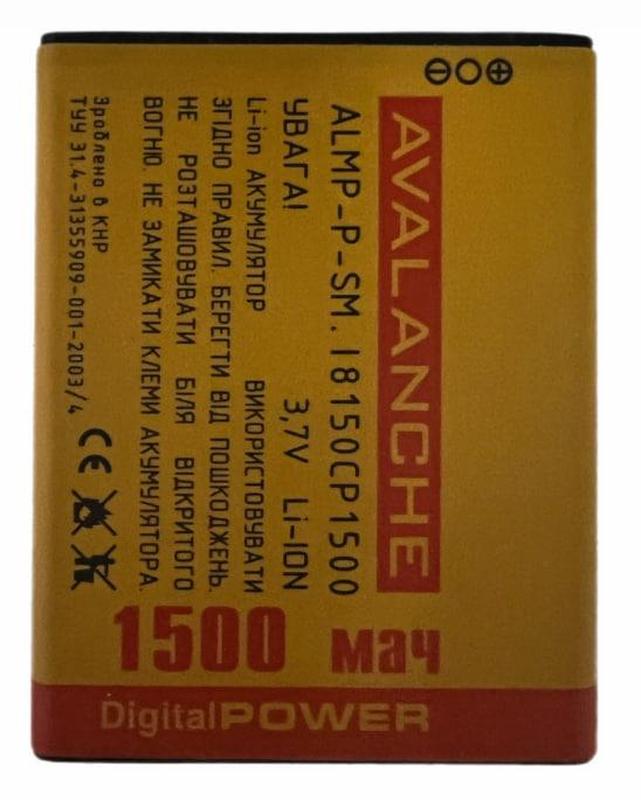 AVALANCHE
ALMP-P-SM.I8150CP1500
УВАГА! 3,7V Li-ION
Li-ion АКУМУЛЯТОР ВИКОРИСТОВУВАТИ
ЗГІДНО ПРАВИЛ. БЕРЕГТИ ВІД ПОШКОДЖЕНЬ.
НЕ РОЗТАШОВУВАТИ БІЛЯ ВІДКРИТОГО
ВОГНЮ. НЕ ЗАМИКАТИ КЛЕМИ АКУМУЛЯТОРА.
Зроблено в КНР
ТУУ 31.4-31355909-001-2003/4
CE
1500 мАч
DigitalPOWER